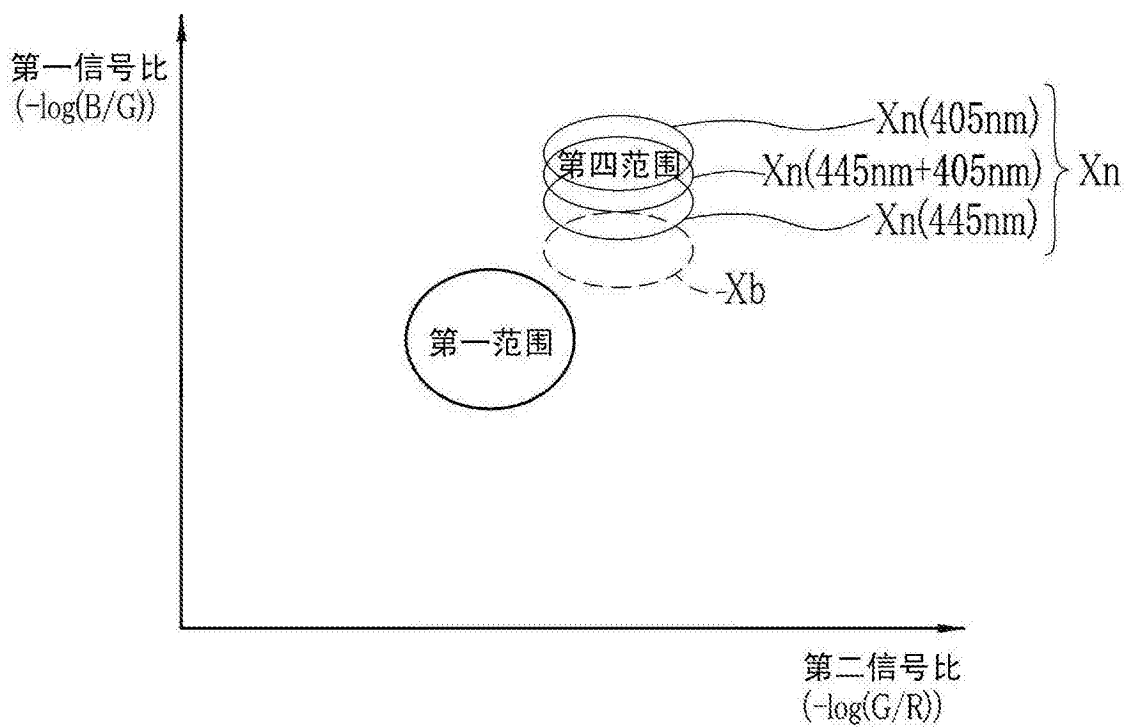 第一信号比
(-log(B/G))
Xn(405nm)
第四范围
Xn(445nm+405nm)
Xn
Xn(445nm)
Xb
第一范围
第二信号比
(-log(G/R))